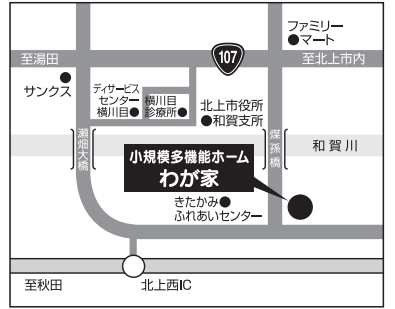 ファミリー
●マート
107
至湯田
至北上市内
サンクス
デイサービス
センター
横川目●
横川目
診療所●
北上市役所
●和賀支所
瀬畑大橋
煤孫橋
和賀川
小規模多機能ホーム
わが家
きたかみ●
ふれあいセンター
至秋田
北上西IC